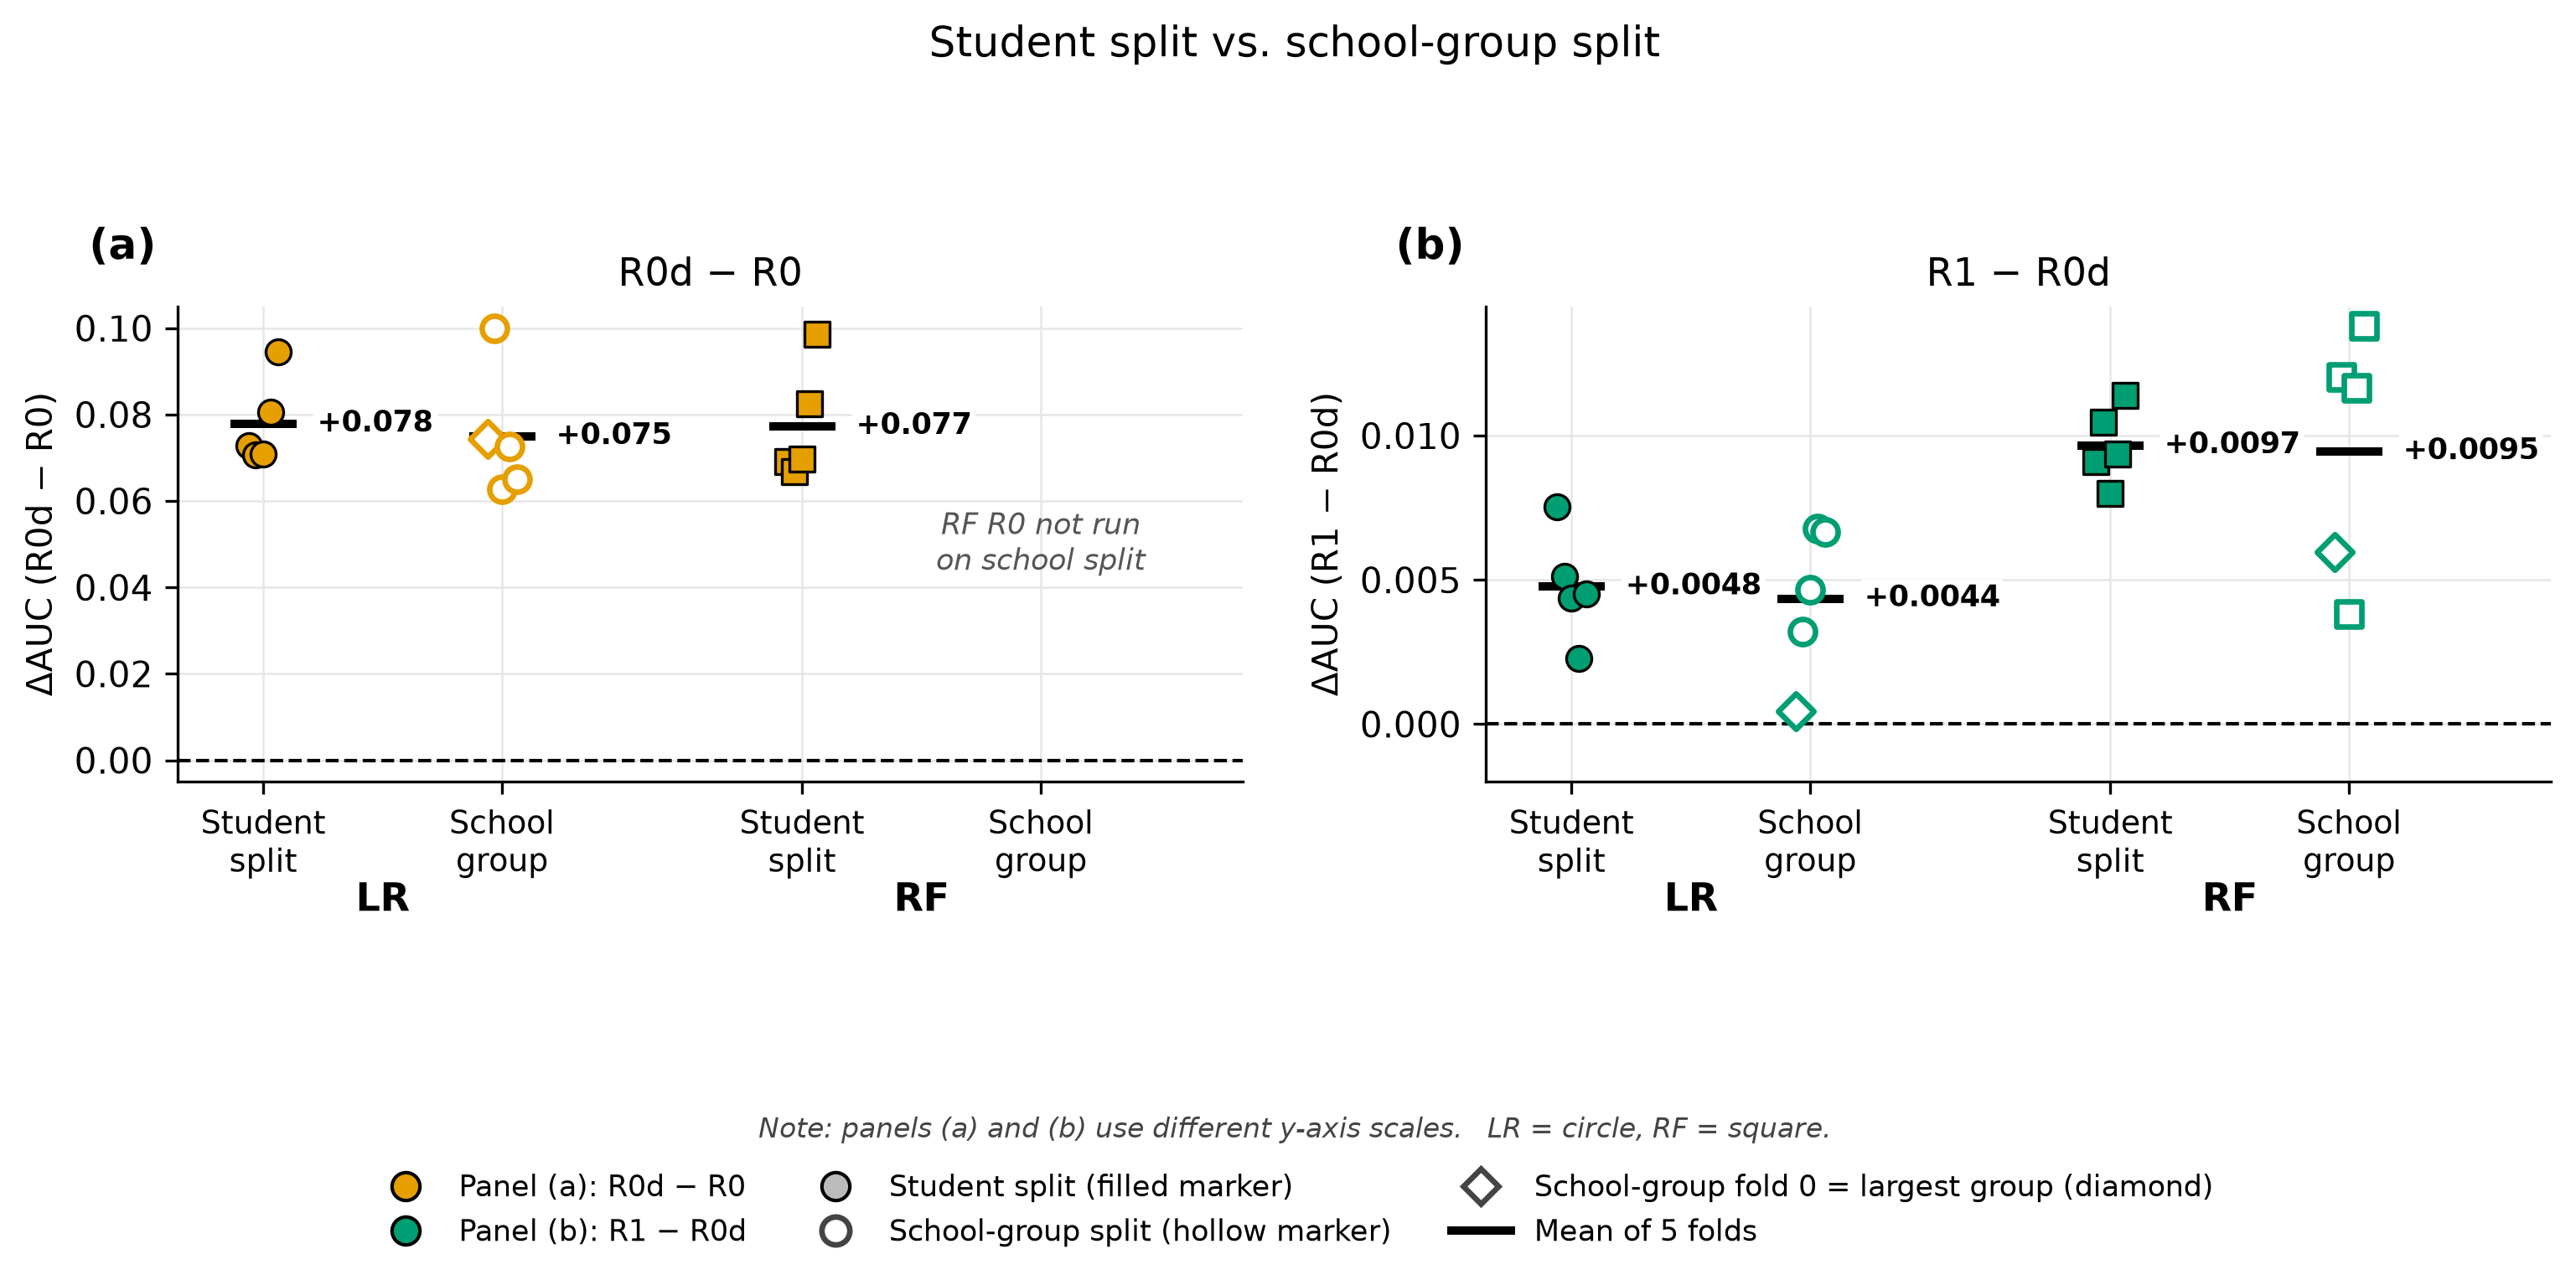 Student split vs. school-group split
(a)
R0d − R0
ΔAUC (R0d − R0)
0.10
0.08
0.06
0.04
0.02
0.00
+0.078
+0.075
+0.077
RF R0 not run
on school split
Student
split
School
group
Student
split
School
group
LR
RF
(b)
R1 − R0d
ΔAUC (R1 − R0d)
0.010
0.005
0.000
+0.0048
+0.0044
+0.0097
+0.0095
Student
split
School
group
Student
split
School
group
LR
RF
Note: panels (a) and (b) use different y-axis scales.   LR = circle, RF = square.
Panel (a): R0d − R0
Panel (b): R1 − R0d
Student split (filled marker)
School-group split (hollow marker)
School-group fold 0 = largest group (diamond)
Mean of 5 folds